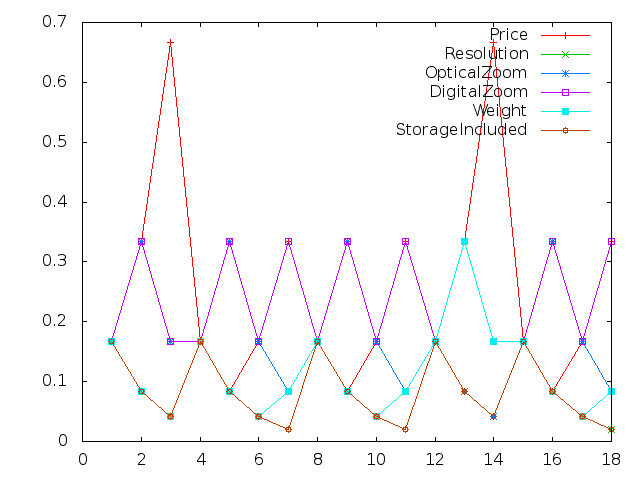 0.7
0.6
0.5
0.4
0.3
0.2
0.1
0
0 2 4 6 8 10 12 14 16 18
Price
Resolution
OpticalZoom
DigitalZoom
Weight
StorageIncluded